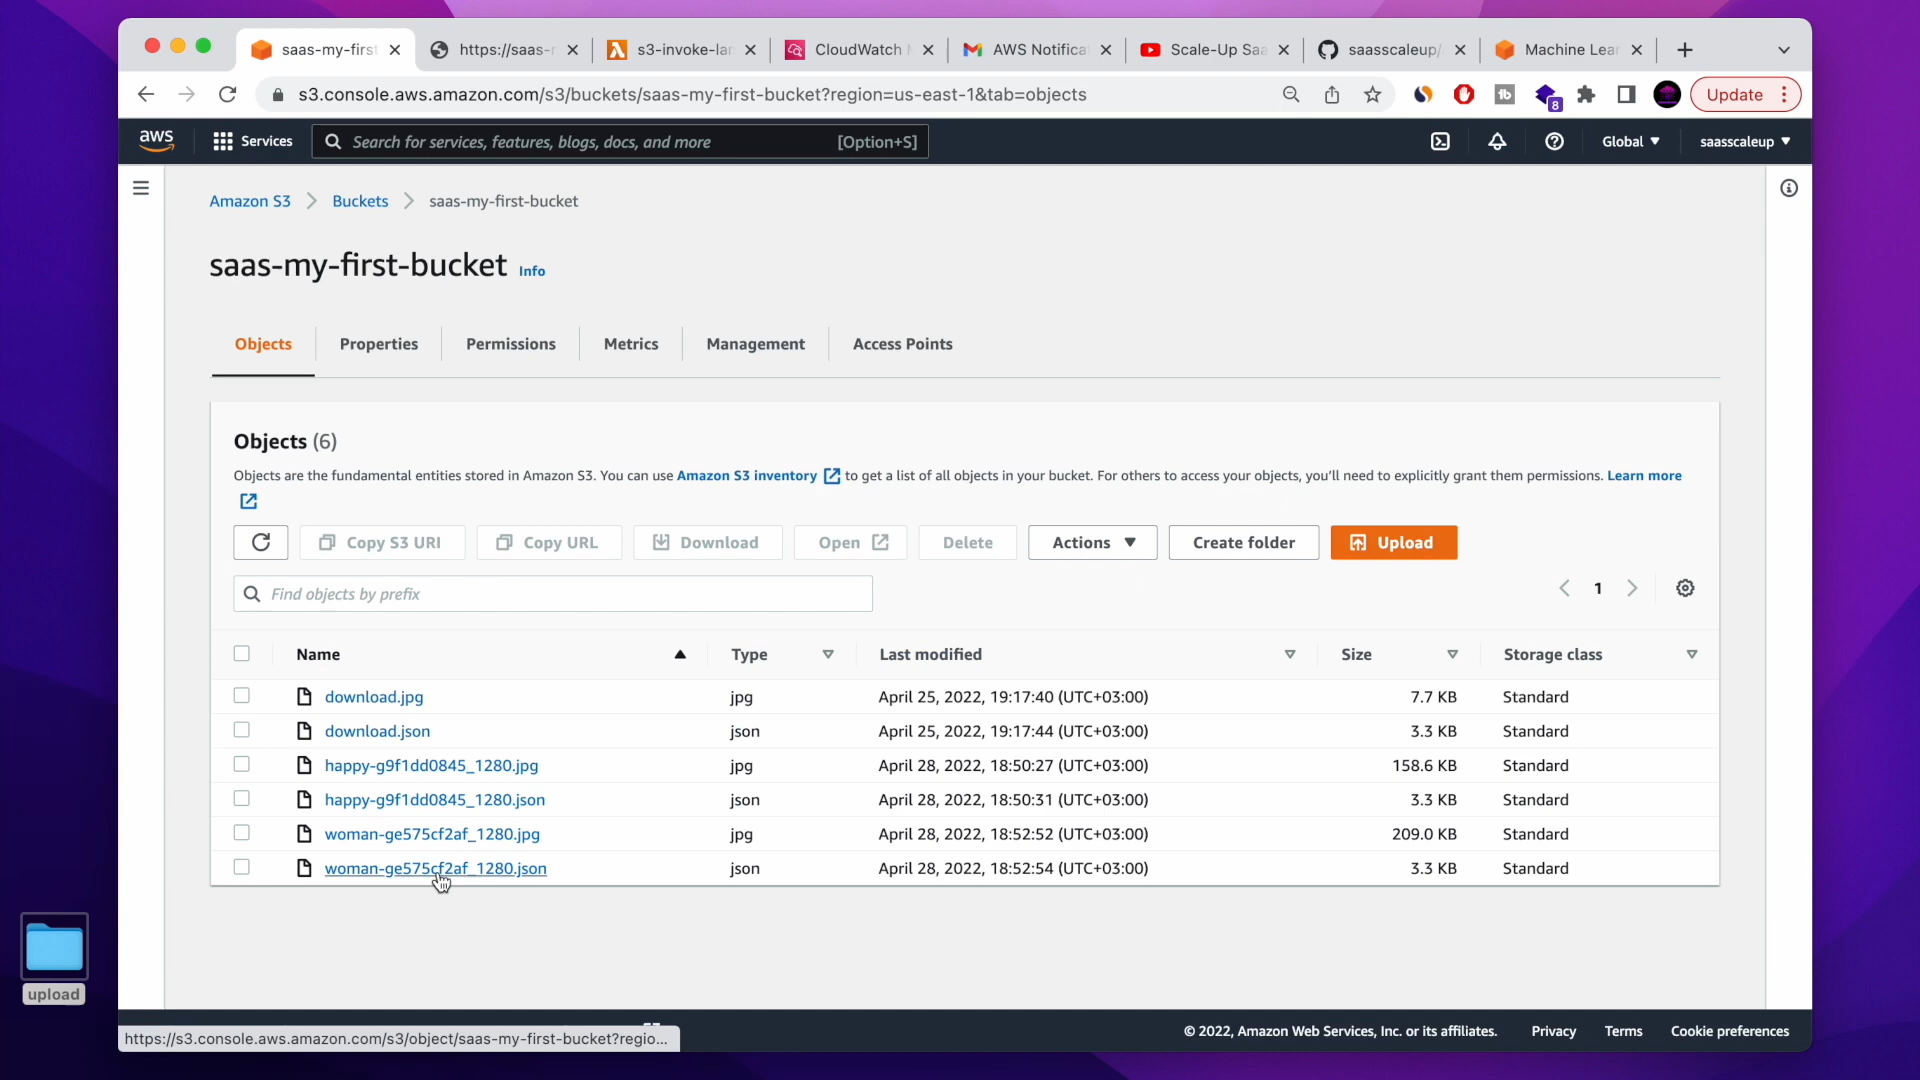 saas-my-first
https://saas-
s3-invoke-la
CloudWatch
AWS Notifica
Scale-Up Saa
saasscaleup/
Machine Lear
s3.console.aws.amazon.com/s3/buckets/saas-my-first-bucket?region=us-east-1&tab=objects
8
Update
aws
Services
Search for services, features, blogs, docs, and more
[Option+S]
Global
saasscaleup
Amazon S3
Buckets
saas-my-first-bucket
saas-my-first-bucket Info
Objects
Properties
Permissions
Metrics
Management
Access Points
Objects (6)
Objects are the fundamental entities stored in Amazon S3. You can use Amazon S3 inventory to get a list of all objects in your bucket. For others to access your objects, you'll need to explicitly grant them permissions. Learn more
Copy S3 URI
Copy URL
Download
Open
Delete
Actions
Create folder
Upload
Find objects by prefix
1
Name Type Last modified Size Storage class
download.jpg jpg April 25, 2022, 19:17:40 (UTC+03:00) 7.7 KB Standard
download.json json April 25, 2022, 19:17:44 (UTC+03:00) 3.3 KB Standard
happy-g9f1dd0845_1280.jpg jpg April 28, 2022, 18:50:27 (UTC+03:00) 158.6 KB Standard
happy-g9f1dd0845_1280.json json April 28, 2022, 18:50:31 (UTC+03:00) 3.3 KB Standard
woman-ge575cf2af_1280.jpg jpg April 28, 2022, 18:52:52 (UTC+03:00) 209.0 KB Standard
woman-ge575cf2af_1280.json json April 28, 2022, 18:52:54 (UTC+03:00) 3.3 KB Standard
upload
https://s3.console.aws.amazon.com/s3/object/saas-my-first-bucket?regio...
© 2022, Amazon Web Services, Inc. or its affiliates.
Privacy
Terms
Cookie preferences